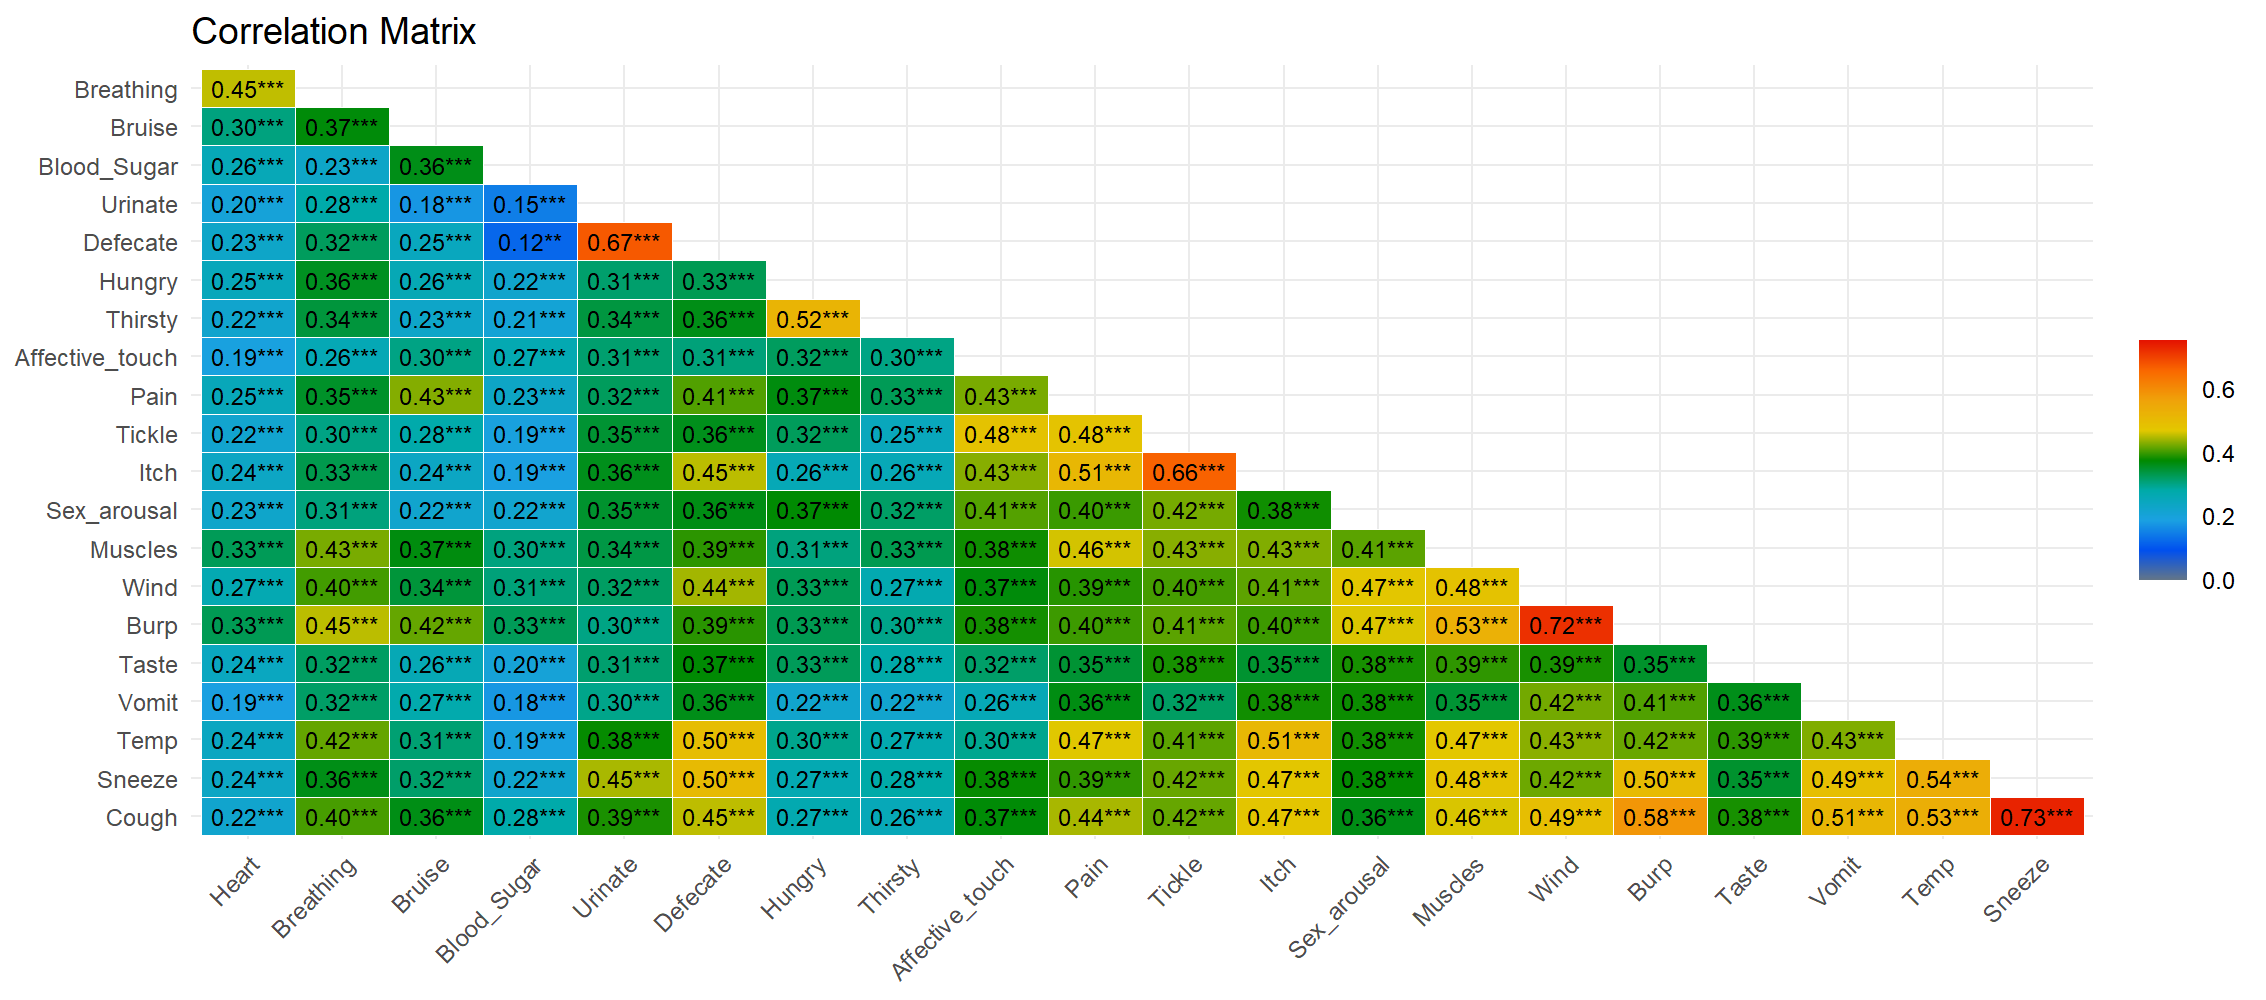 Correlation Matrix
Breathing 0.45***
Bruise 0.30*** 0.37***
Blood_Sugar 0.26*** 0.23*** 0.36***
Urinate 0.20*** 0.28*** 0.18*** 0.15***
Defecate 0.23*** 0.32*** 0.25*** 0.12** 0.67***
Hungry 0.25*** 0.36*** 0.26*** 0.22*** 0.31*** 0.33***
Thirsty 0.22*** 0.34*** 0.23*** 0.21*** 0.34*** 0.36*** 0.52***
Affective_touch 0.19*** 0.26*** 0.30*** 0.27*** 0.31*** 0.31*** 0.32*** 0.30***
Pain 0.25*** 0.35*** 0.43*** 0.23*** 0.32*** 0.41*** 0.37*** 0.33*** 0.43***
Tickle 0.22*** 0.30*** 0.28*** 0.19*** 0.35*** 0.36*** 0.32*** 0.25*** 0.48*** 0.48***
Itch 0.24*** 0.33*** 0.24*** 0.19*** 0.36*** 0.45*** 0.26*** 0.26*** 0.43*** 0.51*** 0.66***
Sex_arousal 0.23*** 0.31*** 0.22*** 0.22*** 0.35*** 0.36*** 0.37*** 0.32*** 0.41*** 0.40*** 0.42*** 0.38***
Muscles 0.33*** 0.43*** 0.37*** 0.30*** 0.34*** 0.39*** 0.31*** 0.33*** 0.38*** 0.46*** 0.43*** 0.43*** 0.41***
Wind 0.27*** 0.40*** 0.34*** 0.31*** 0.32*** 0.44*** 0.33*** 0.27*** 0.37*** 0.39*** 0.40*** 0.41*** 0.47*** 0.48***
Burp 0.33*** 0.45*** 0.42*** 0.33*** 0.30*** 0.39*** 0.33*** 0.30*** 0.38*** 0.40*** 0.41*** 0.40*** 0.47*** 0.53*** 0.72***
Taste 0.24*** 0.32*** 0.26*** 0.20*** 0.31*** 0.37*** 0.33*** 0.28*** 0.32*** 0.35*** 0.38*** 0.35*** 0.38*** 0.39*** 0.39*** 0.35***
Vomit 0.19*** 0.32*** 0.27*** 0.18*** 0.30*** 0.36*** 0.22*** 0.22*** 0.26*** 0.36*** 0.32*** 0.38*** 0.38*** 0.35*** 0.42*** 0.41*** 0.36***
Temp 0.24*** 0.42*** 0.31*** 0.19*** 0.38*** 0.50*** 0.30*** 0.27*** 0.30*** 0.47*** 0.41*** 0.51*** 0.38*** 0.47*** 0.43*** 0.42*** 0.39*** 0.43***
Sneeze 0.24*** 0.36*** 0.32*** 0.22*** 0.45*** 0.50*** 0.27*** 0.28*** 0.38*** 0.39*** 0.42*** 0.47*** 0.38*** 0.48*** 0.42*** 0.50*** 0.35*** 0.49*** 0.54***
Cough 0.22*** 0.40*** 0.36*** 0.28*** 0.39*** 0.45*** 0.27*** 0.26*** 0.37*** 0.44*** 0.42*** 0.47*** 0.36*** 0.46*** 0.49*** 0.58*** 0.38*** 0.51*** 0.53*** 0.73***
Heart Breathing Bruise Blood_Sugar Urinate Defecate Hungry Thirsty Affective_touch Pain Tickle Itch Sex_arousal Muscles Wind Burp Taste Vomit Temp Sneeze
0.6
0.4
0.2
0.0